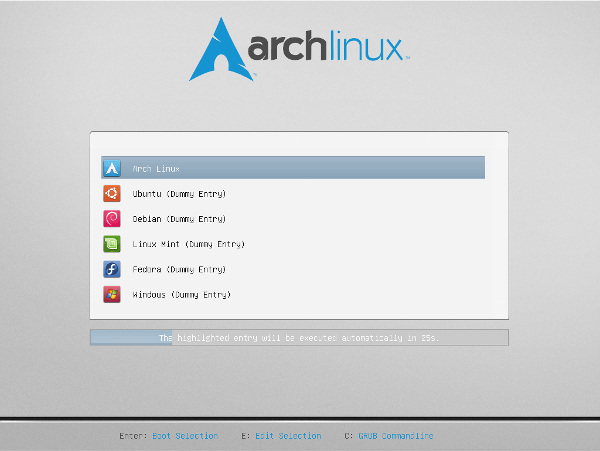 archlinux™
Arch Linux
Ubuntu (Dummy Entry)
Debian (Dummy Entry)
Linux Mint (Dummy Entry)
Fedora (Dummy Entry)
Windows (Dummy Entry)
The highlighted entry will be executed automatically in 25s.
Enter: Boot Selection E: Edit Selection C: GRUB Commandline